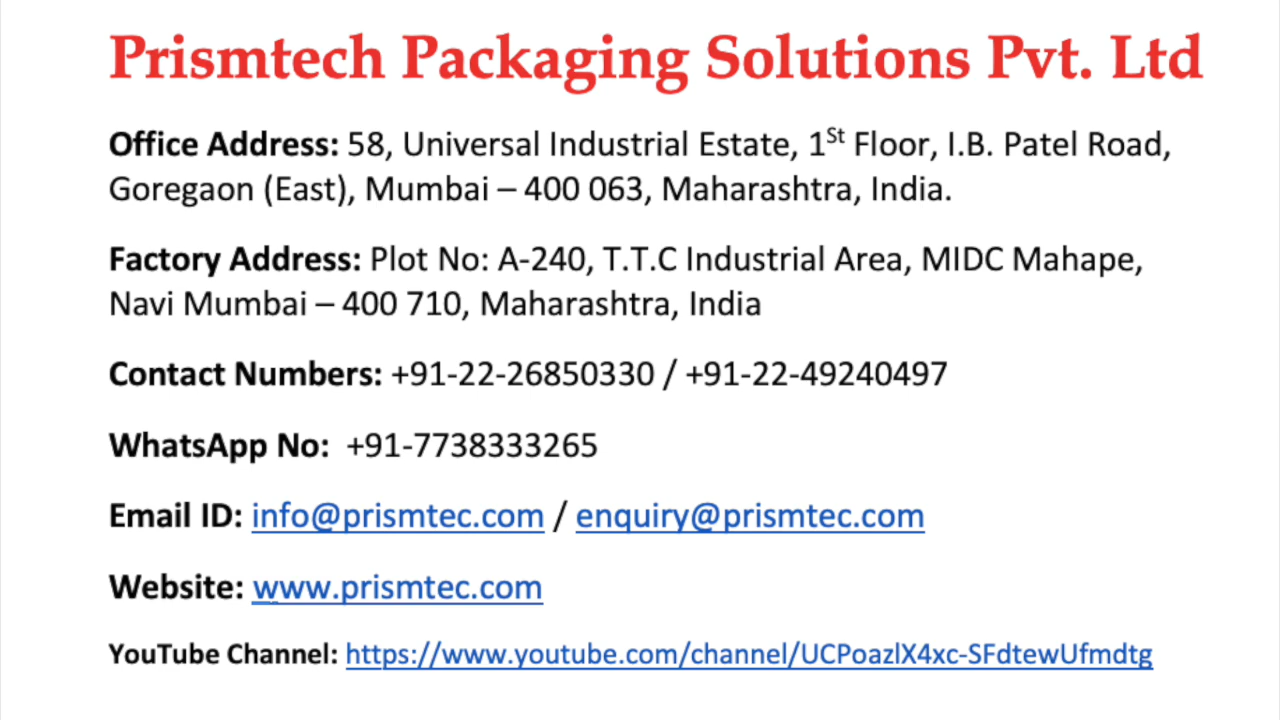 Prismtech Packaging Solutions Pvt. Ltd
Office Address: 58, Universal Industrial Estate, 1St Floor, I.B. Patel Road,
Goregaon (East), Mumbai – 400 063, Maharashtra, India.
Factory Address: Plot No: A-240, T.T.C Industrial Area, MIDC Mahape,
Navi Mumbai – 400 710, Maharashtra, India
Contact Numbers: +91-22-26850330 / +91-22-49240497
WhatsApp No: +91-7738333265
Email ID: info@prismtec.com / enquiry@prismtec.com
Website: www.prismtec.com
YouTube Channel: https://www.youtube.com/channel/UCPoazlX4xc-SFdtewUfmdtg